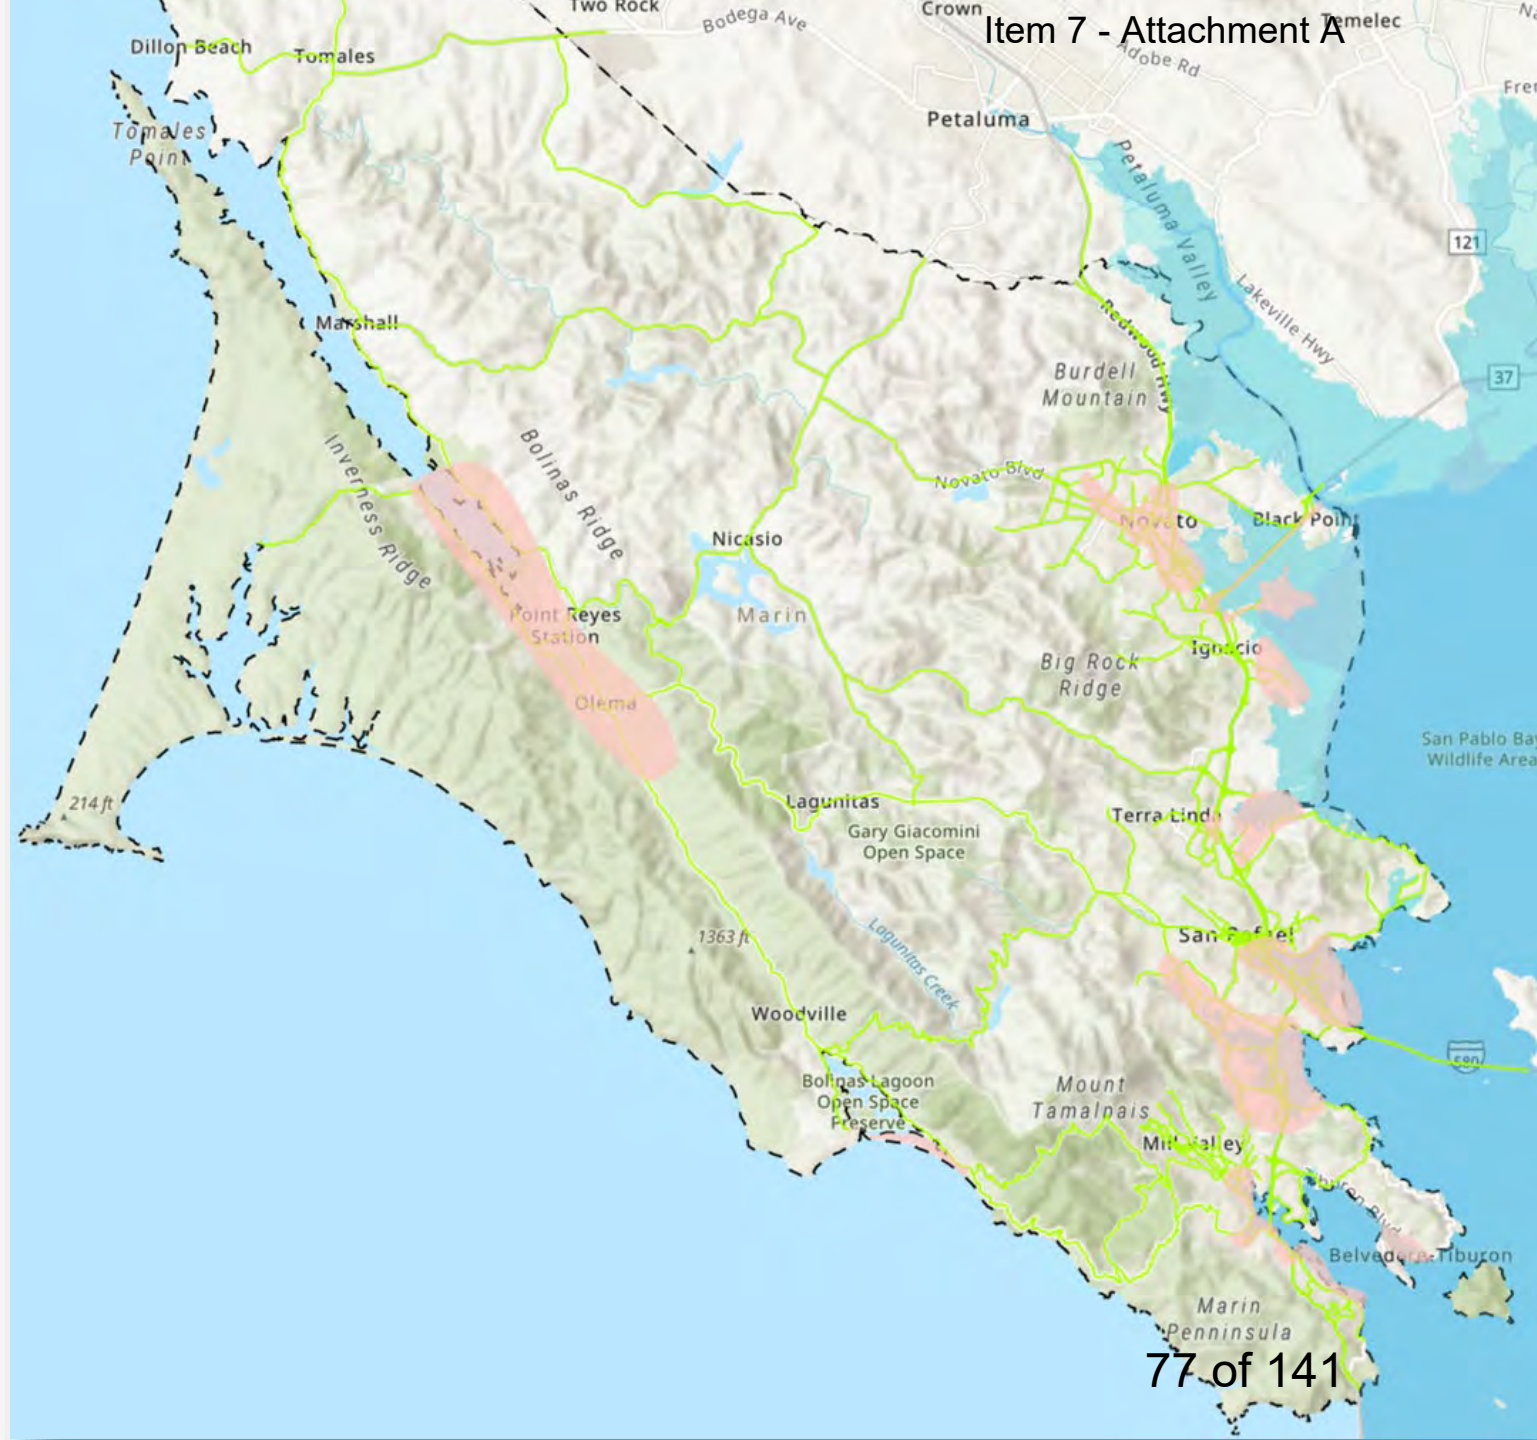 Two Rock
Crown
Item 7 - Attachment A
Temelec
Bodega Ave
Dillon Beach
Tomales
Adobe Rd
Petaluma
Tomales
Point
Petaluma Valley
121
Lakeville Hwy
Marshall
Redwood Hwy
37
Burdell
Mountain
Inverness Ridge
Bolinas Ridge
Novato Blvd
Novato
Black Point
Nicasio
Marin
Point Reyes
Station
Ignacio
Big Rock
Ridge
Olema
San Pablo Bay
Wildlife Area
214 ft
Lagunitas
Terra Linda
Gary Giacomini
Open Space
1363 ft
Lagunitas Creek
San Rafael
Woodville
580
Bolinas Lagoon
Open Space
Preserve
Mount
Tamalpais
Mill Valley
Tiburon Blvd
Belvedere Tiburon
Marin
Penninsula
77 of 141